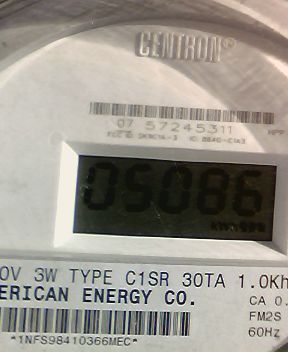 CENTRON®
07 57245311
05086
0V 3W TYPE C1SR 30TA 1.0Kh
ERICAN ENERGY CO.
CA 0.
FM2S
60Hz
*1NFS98410366MEC*